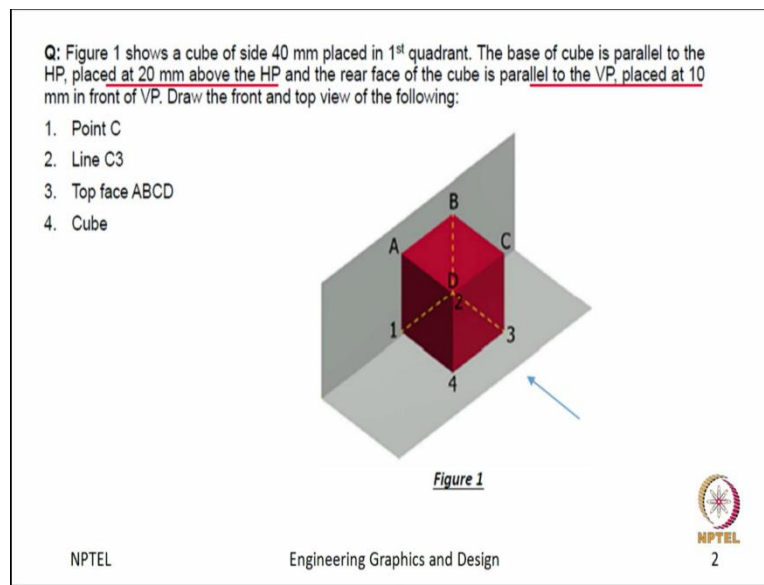 Q: Figure 1 shows a cube of side 40 mm placed in 1st quadrant. The base of cube is parallel to the
HP, placed at 20 mm above the HP and the rear face of the cube is parallel to the VP, placed at 10
mm in front of VP. Draw the front and top view of the following:
1. Point C
2. Line C3
3. Top face ABCD
4. Cube
B
A
C
D
2
1
3
4
Figure 1
NPTEL
NPTEL
Engineering Graphics and Design
2